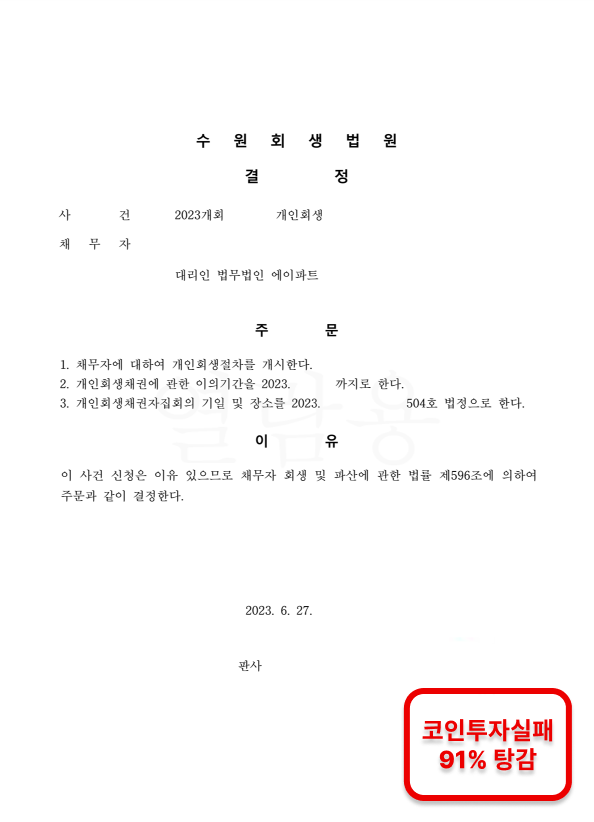 수 원 회 생 법 원
결 정
사 건 2023개회 개인회생
채 무 자
대리인 법무법인 에이파트
주 문
1. 채무자에 대하여 개인회생절차를 개시한다.
2. 개인회생채권에 관한 이의기간을 2023. 까지로 한다.
3. 개인회생채권자집회의 기일 및 장소를 2023. 504호 법정으로 한다.
이 유
이 사건 신청은 이유 있으므로 채무자 회생 및 파산에 관한 법률 제596조에 의하여
주문과 같이 결정한다.
2023. 6. 27.
판사
코인투자실패
91% 탕감